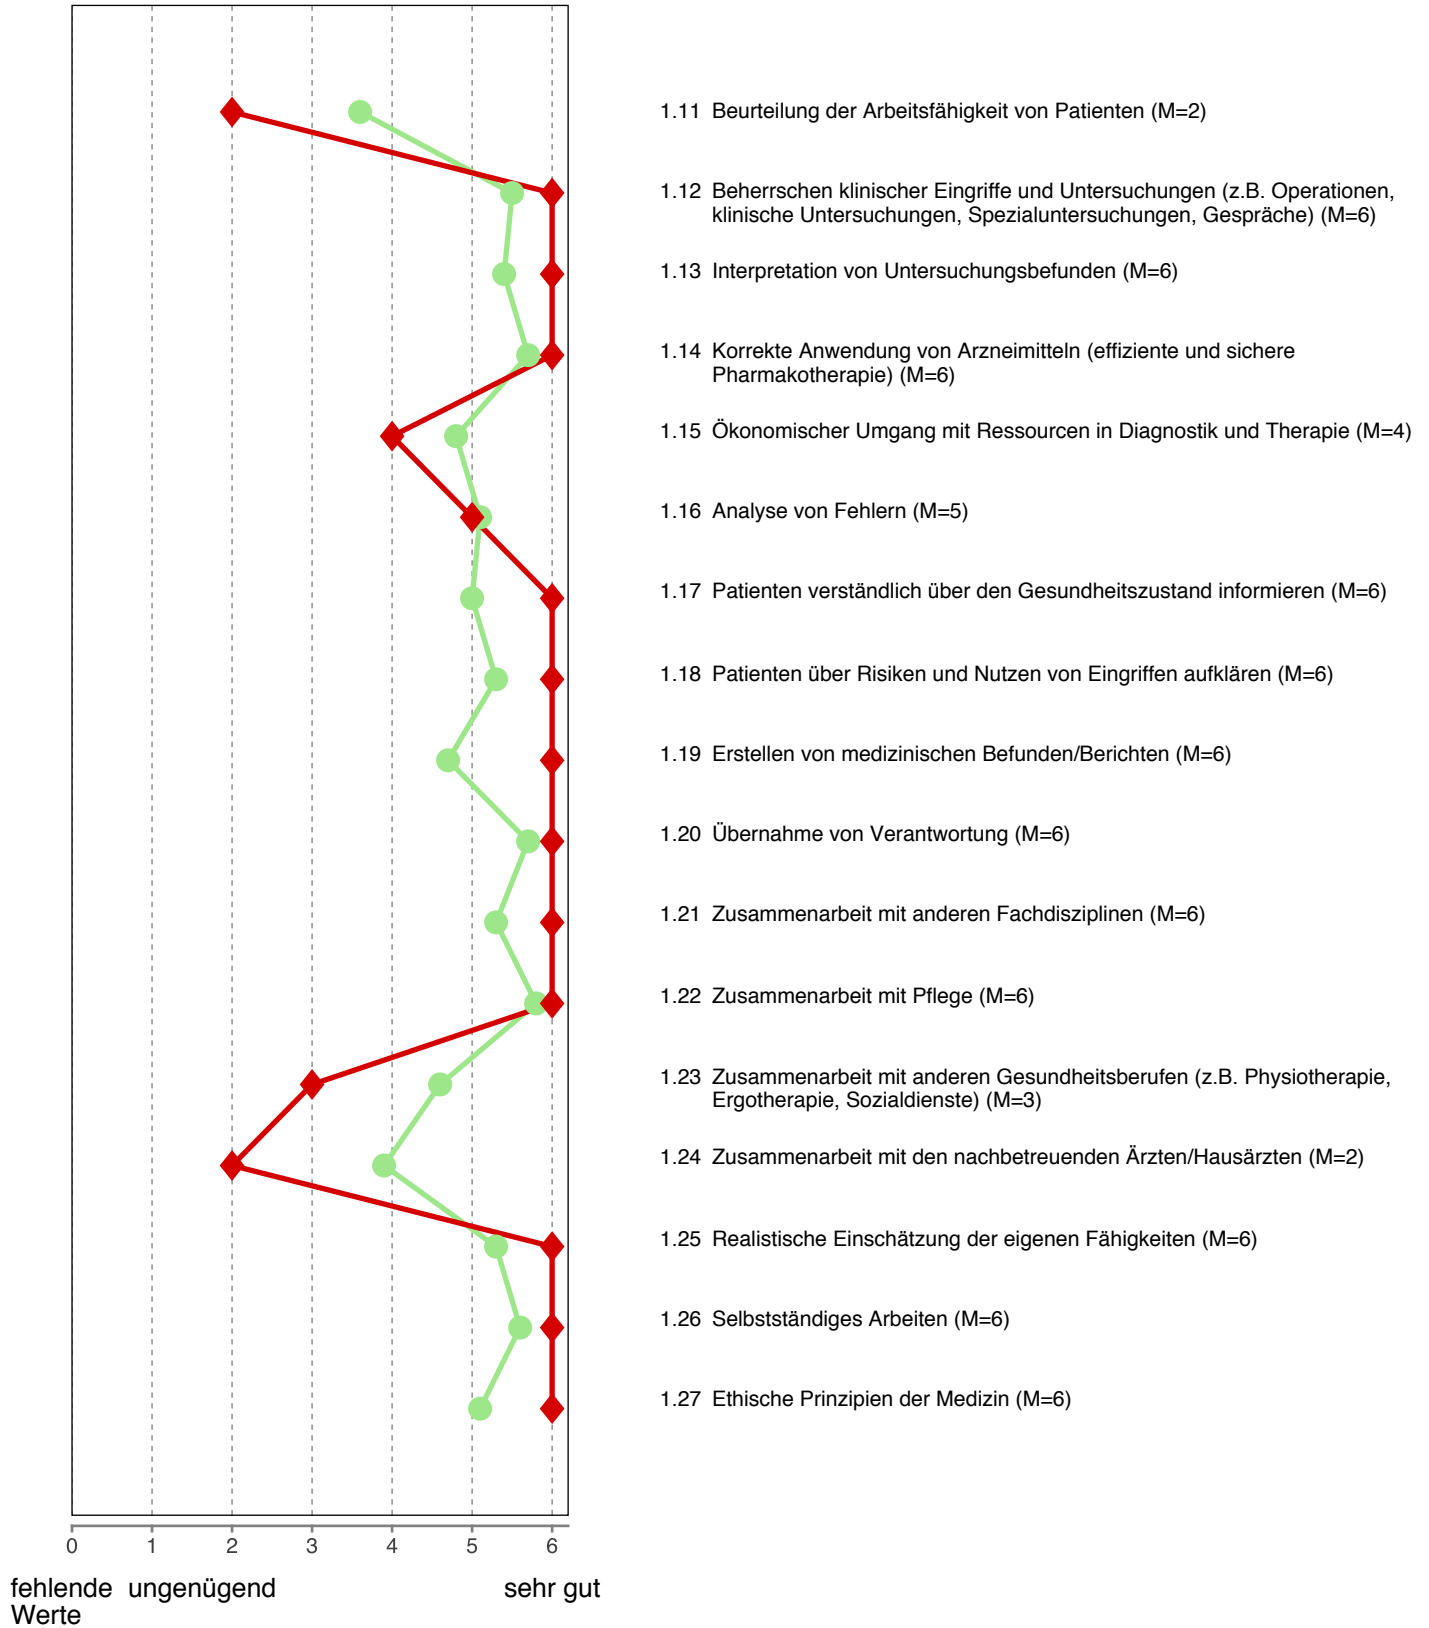 1.11 Beurteilung der Arbeitsfähigkeit von Patienten (M=2)
1.12 Beherrschen klinischer Eingriffe und Untersuchungen (z.B. Operationen,
klinische Untersuchungen, Spezialuntersuchungen, Gespräche) (M=6)
1.13 Interpretation von Untersuchungsbefunden (M=6)
1.14 Korrekte Anwendung von Arzneimitteln (effiziente und sichere
Pharmakotherapie) (M=6)
1.15 Ökonomischer Umgang mit Ressourcen in Diagnostik und Therapie (M=4)
1.16 Analyse von Fehlern (M=5)
1.17 Patienten verständlich über den Gesundheitszustand informieren (M=6)
1.18 Patienten über Risiken und Nutzen von Eingriffen aufklären (M=6)
1.19 Erstellen von medizinischen Befunden/Berichten (M=6)
1.20 Übernahme von Verantwortung (M=6)
1.21 Zusammenarbeit mit anderen Fachdisziplinen (M=6)
1.22 Zusammenarbeit mit Pflege (M=6)
1.23 Zusammenarbeit mit anderen Gesundheitsberufen (z.B. Physiotherapie,
Ergotherapie, Sozialdienste) (M=3)
1.24 Zusammenarbeit mit den nachbetreuenden Ärzten/Hausärzten (M=2)
1.25 Realistische Einschätzung der eigenen Fähigkeiten (M=6)
1.26 Selbstständiges Arbeiten (M=6)
1.27 Ethische Prinzipien der Medizin (M=6)
0 1 2 3 4 5 6
fehlende ungenügend sehr gut
Werte